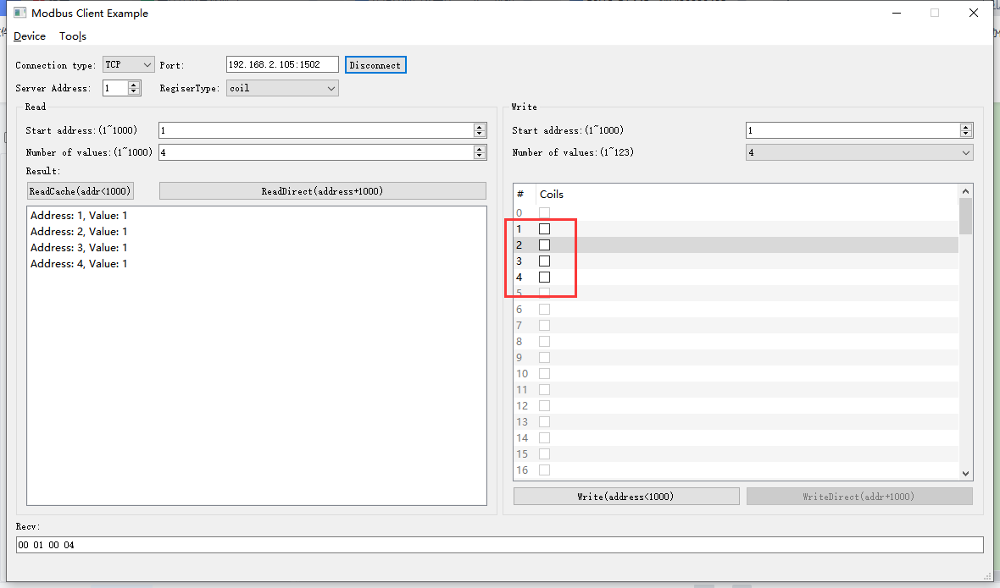 Modbus Client Example
Device Tools
Connection type: TCP Port: 192.168.2.105:1502 Disconnect
Server Address: 1 RegiserType: coil
Read
Start address:(1~1000) 1
Number of values:(1~1000) 4
Result:
ReadCache(addr<1000) ReadDirect(address+1000)
Address: 1, Value: 1
Address: 2, Value: 1
Address: 3, Value: 1
Address: 4, Value: 1
Write
Start address:(1~1000) 1
Number of values:(1~123) 4
# Coils
0
1
2
3
4
5
6
7
8
9
10
11
12
13
14
15
16
Write(address<1000) WriteDirect(addr+1000)
Recv:
00 01 00 04